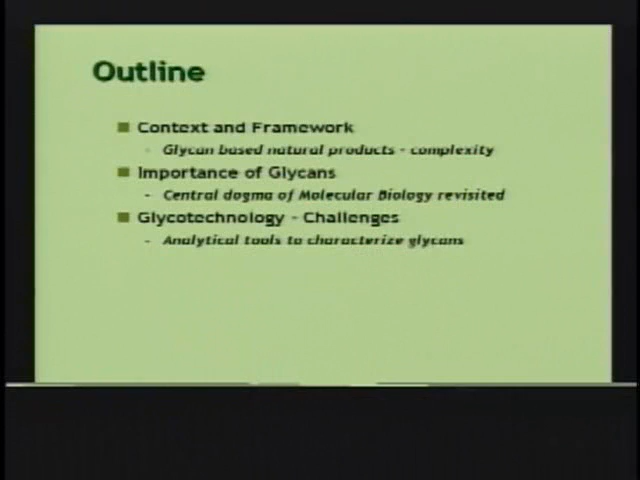 Outline
Context and Framework
- Glycan based natural products - complexity
Importance of Glycans
- Central dogma of Molecular Biology revisited
Glycotechnology - Challenges
- Analytical tools to characterize glycans